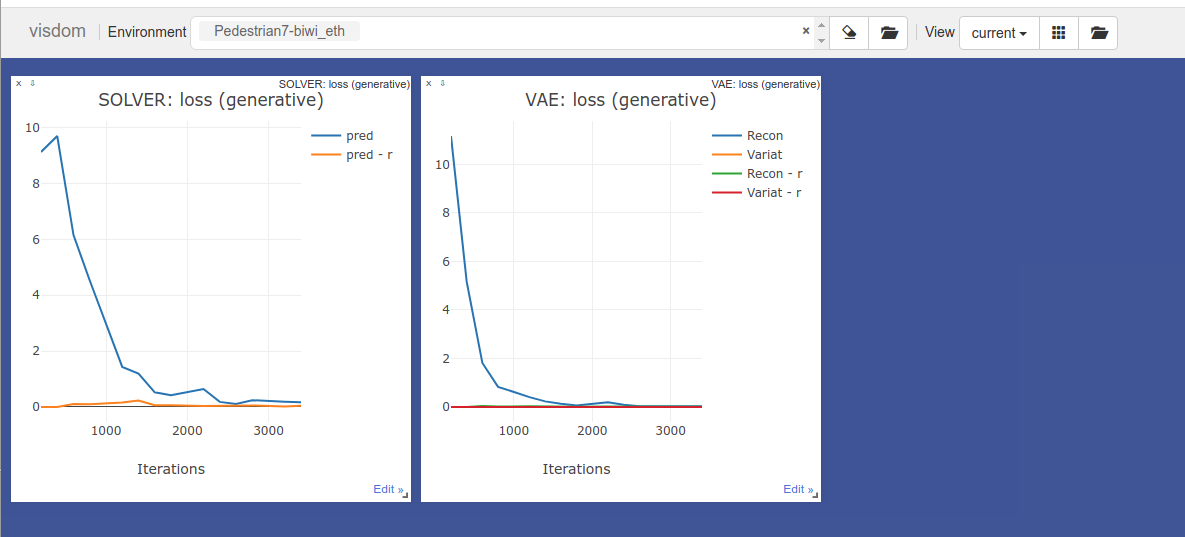 visdom Environment Pedestrian7-biwi_eth × View current
X SOLVER: loss (generative)
SOLVER: loss (generative)
10
8
6
4
2
0
1000 2000 3000
Iterations
pred
pred - r
Edit »
X VAE: loss (generative)
VAE: loss (generative)
10
8
6
4
2
0
1000 2000 3000
Iterations
Recon
Variat
Recon - r
Variat - r
Edit »